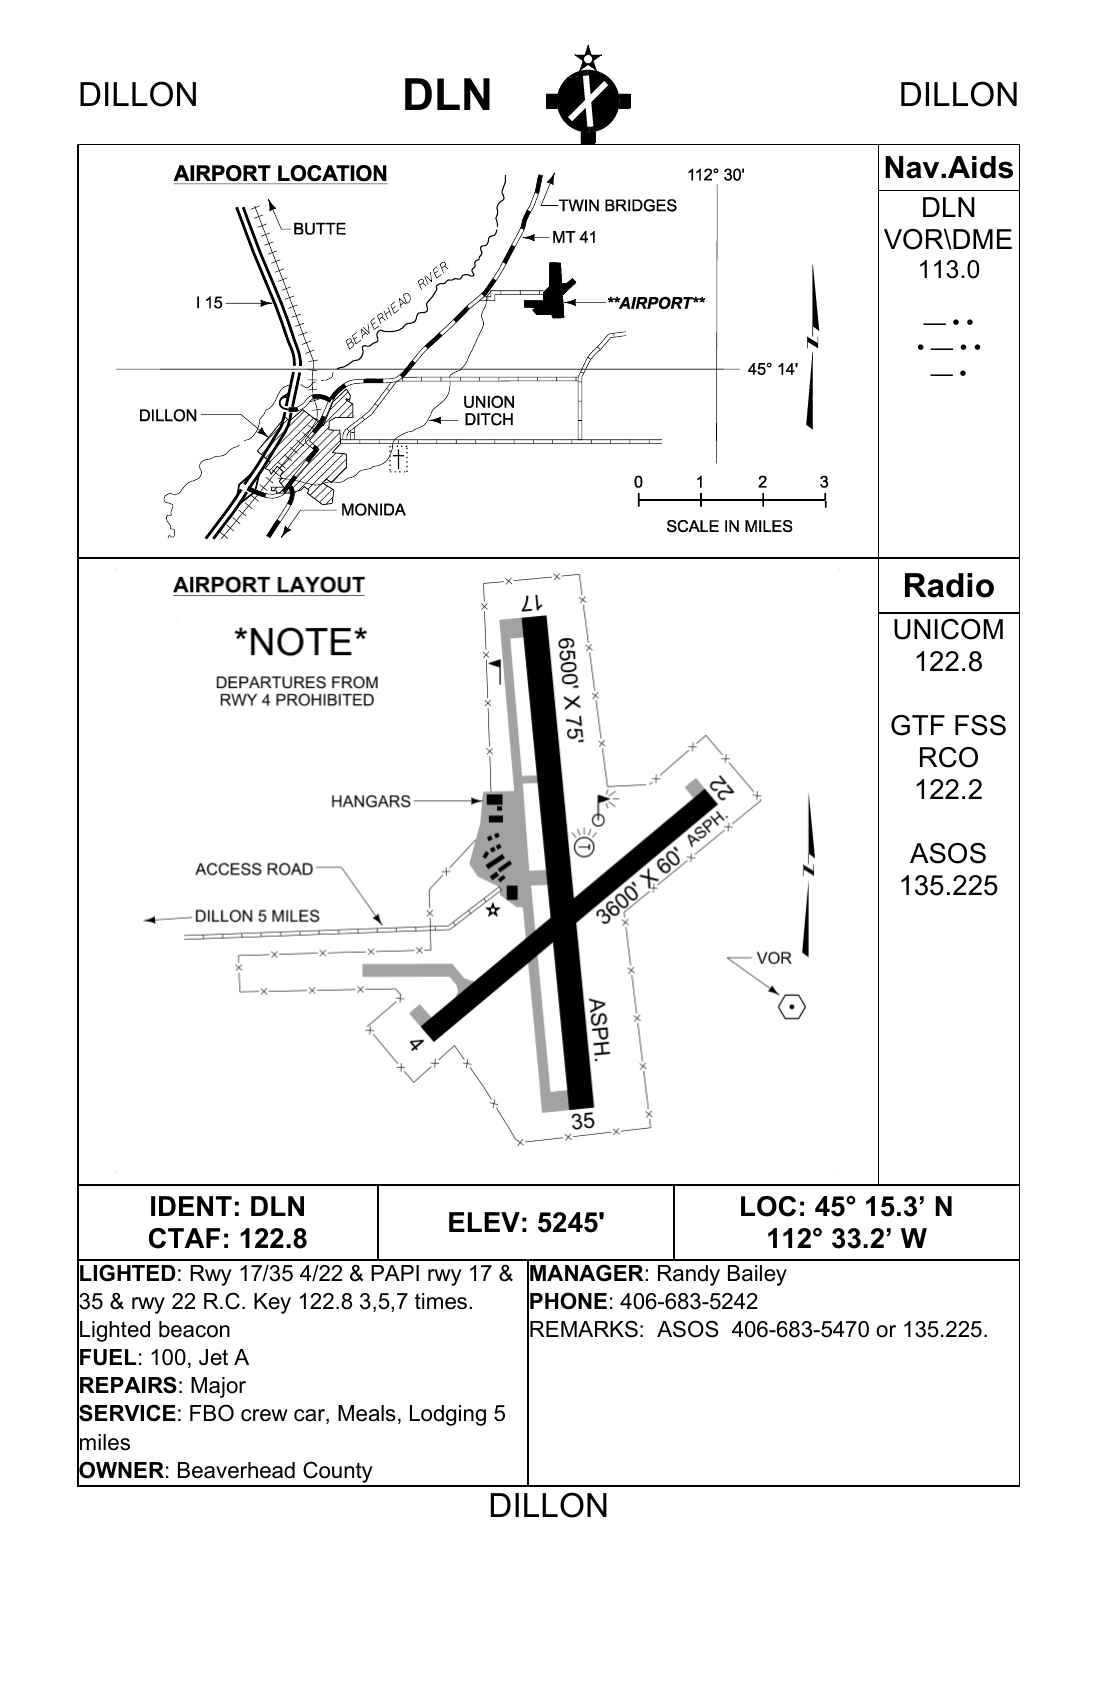 DILLON
DLN
DILLON
AIRPORT LOCATION
112° 30'
TWIN BRIDGES
BUTTE
MT 41
BEAVERHEAD RIVER
I 15
**AIRPORT**
N
45° 14'
UNION
DITCH
DILLON
0 1 2 3
MONIDA
SCALE IN MILES
Nav.Aids
DLN
VOR\DME
113.0
— • •
• — • •
— •
AIRPORT LAYOUT
*NOTE*
DEPARTURES FROM
RWY 4 PROHIBITED
17
6500' X 75'
22
HANGARS
3600' X 60' ASPH.
T
ACCESS ROAD
N
DILLON 5 MILES
VOR
ASPH.
4
35
Radio
UNICOM
122.8
GTF FSS
RCO
122.2
ASOS
135.225
IDENT: DLN
CTAF: 122.8
ELEV: 5245'
LOC: 45° 15.3’ N
112° 33.2’ W
LIGHTED: Rwy 17/35 4/22 & PAPI rwy 17 &
35 & rwy 22 R.C. Key 122.8 3,5,7 times.
Lighted beacon
FUEL: 100, Jet A
REPAIRS: Major
SERVICE: FBO crew car, Meals, Lodging 5
miles
OWNER: Beaverhead County
MANAGER: Randy Bailey
PHONE: 406-683-5242
REMARKS:  ASOS  406-683-5470 or 135.225.
DILLON